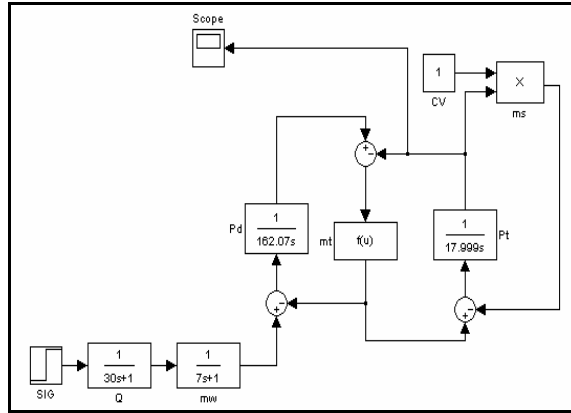 Scope
1
CV
X
ms
+
−
Pd
1
162.07s
mt
f(u)
1
17.999s
Pt
−
+
−
+
SIG
1
30s+1
Q
1
7s+1
mw